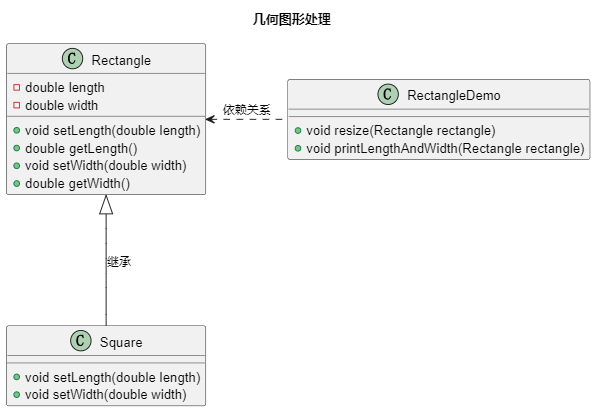 几何图形处理
C Rectangle
double length
double width
void setLength(double length)
double getLength()
void setWidth(double width)
double getWidth()
依赖关系
C RectangleDemo
void resize(Rectangle rectangle)
void printLengthAndWidth(Rectangle rectangle)
继承
C Square
void setLength(double length)
void setWidth(double width)